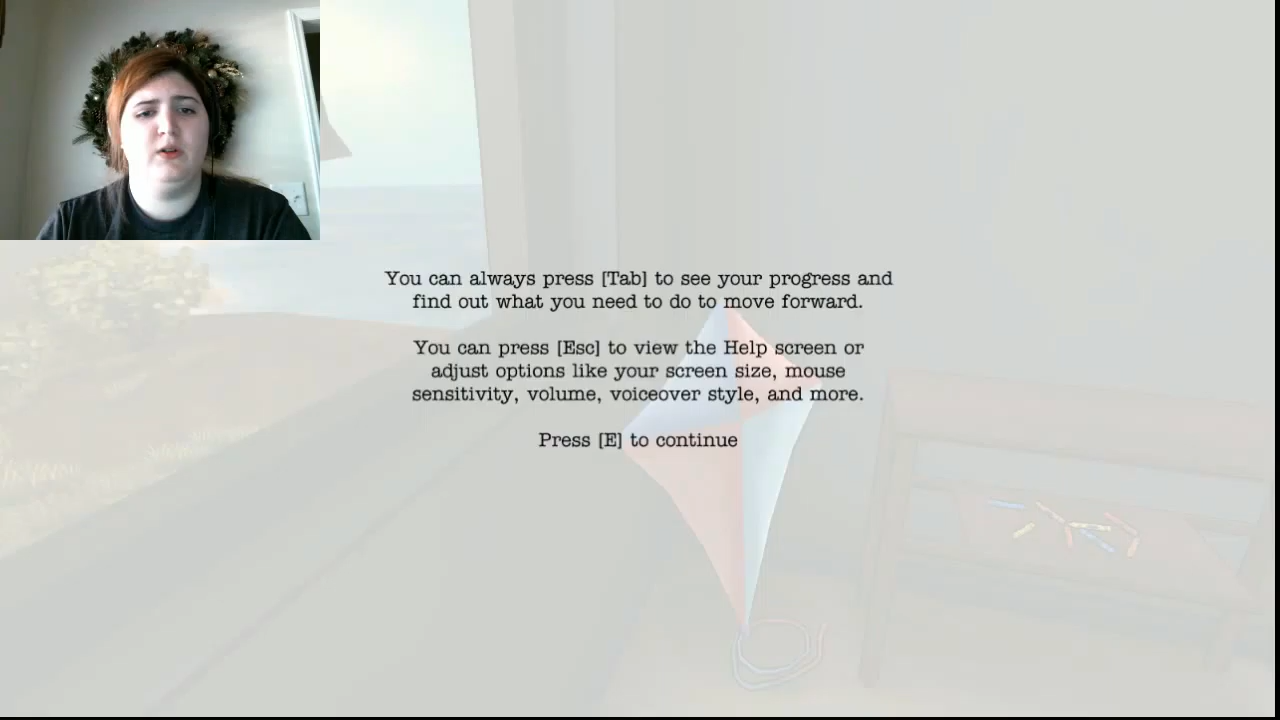 You can always press [Tab] to see your progress and
find out what you need to do to move forward.
You can press [Esc] to view the Help screen or
adjust options like your screen size, mouse
sensitivity, volume, voiceover style, and more.
Press [E] to continue